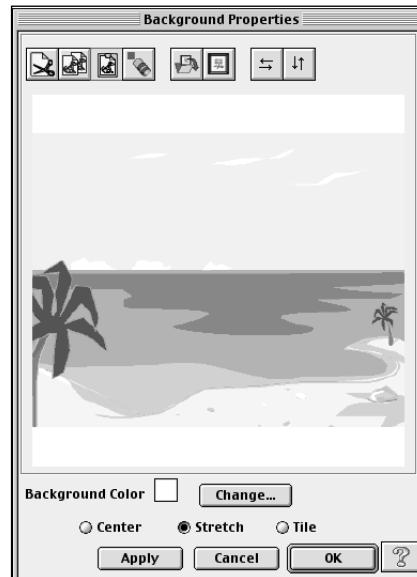 Background Properties
Background Color Change...
Center Stretch Tile
Apply Cancel OK ?